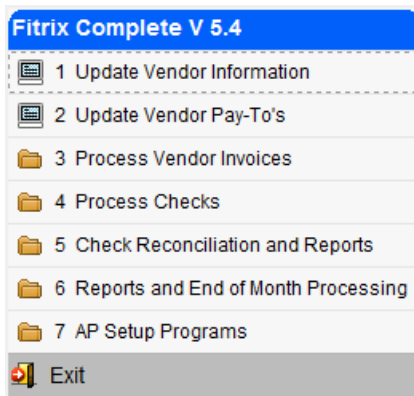 Fitrix Complete V 5.4
1 Update Vendor Information
2 Update Vendor Pay-To's
3 Process Vendor Invoices
4 Process Checks
5 Check Reconciliation and Reports
6 Reports and End of Month Processing
7 AP Setup Programs
Exit